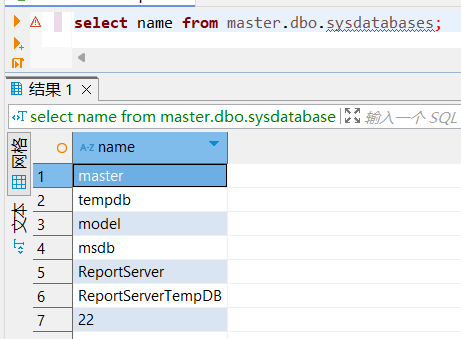 select name from master.dbo.sysdatabases;
结果 1
select name from master.dbo.sysdatabase 输入一个 SQL
网格
文本
A-Z name
1 master
2 tempdb
3 model
4 msdb
5 ReportServer
6 ReportServerTempDB
7 22